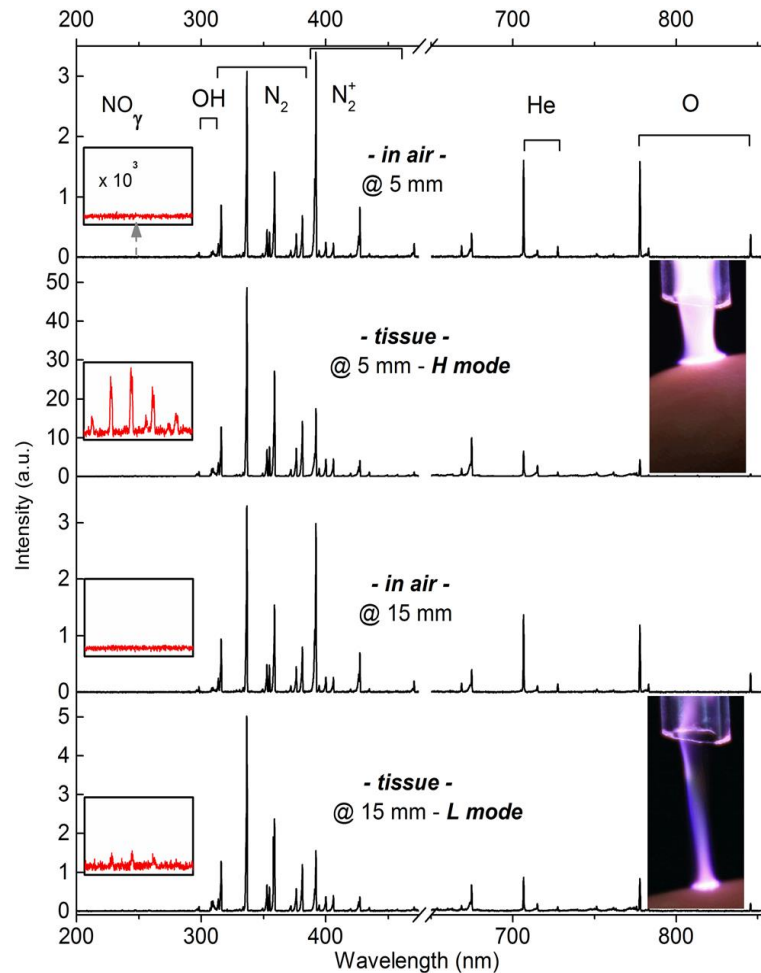 200 300 400 700 800
3
2
1
0
NOγ
OH
N2
N2+
He
O
x 10³
- in air -
@ 5 mm
50
40
30
20
10
0
- tissue -
@ 5 mm - H mode
Intensity (a.u.)
3
2
1
0
- in air -
@ 15 mm
5
4
3
2
1
0
- tissue -
@ 15 mm - L mode
200 300 400 700 800
Wavelength (nm)